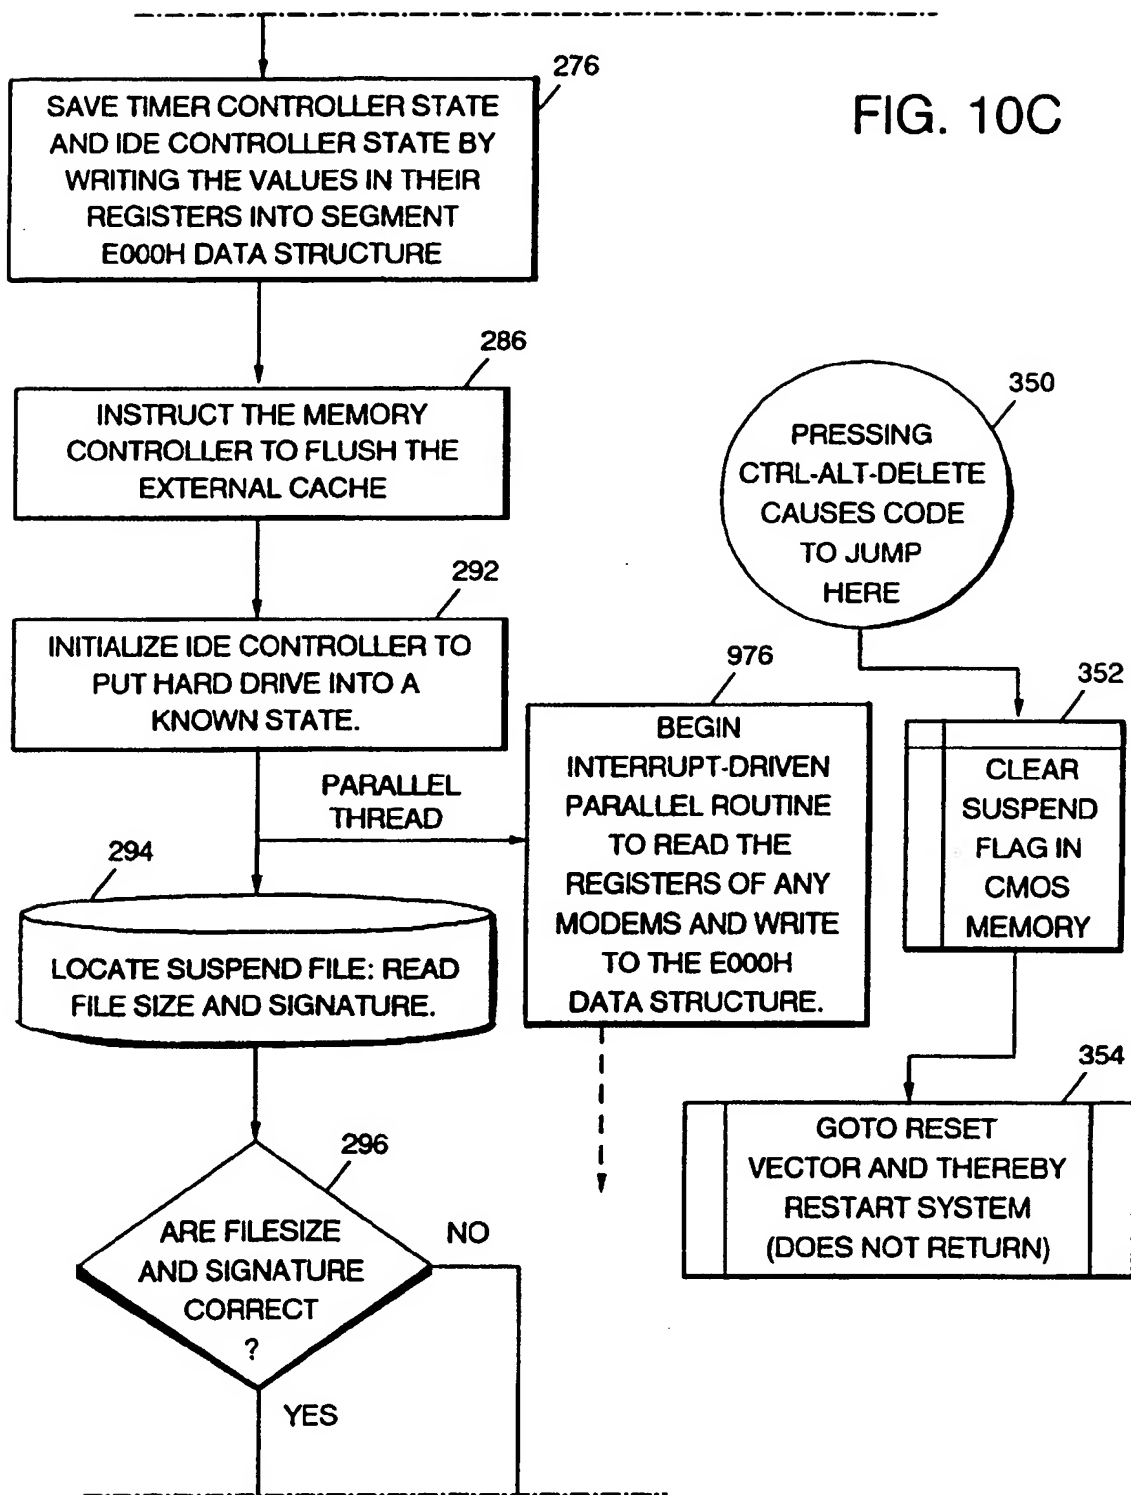 276
FIG. 10C
SAVE TIMER CONTROLLER STATE
AND IDE CONTROLLER STATE BY
WRITING THE VALUES IN THEIR
REGISTERS INTO SEGMENT
E000H DATA STRUCTURE
286
INSTRUCT THE MEMORY
CONTROLLER TO FLUSH THE
EXTERNAL CACHE
292
INITIALIZE IDE CONTROLLER TO
PUT HARD DRIVE INTO A
KNOWN STATE.
PARALLEL
THREAD
294
LOCATE SUSPEND FILE: READ
FILE SIZE AND SIGNATURE.
296
ARE FILESIZE
AND SIGNATURE
CORRECT
?
NO
YES
976
BEGIN
INTERRUPT-DRIVEN
PARALLEL ROUTINE
TO READ THE
REGISTERS OF ANY
MODEMS AND WRITE
TO THE E000H
DATA STRUCTURE.
350
PRESSING
CTRL-ALT-DELETE
CAUSES CODE
TO JUMP
HERE
352
CLEAR
SUSPEND
FLAG IN
CMOS
MEMORY
354
GOTO RESET
VECTOR AND THEREBY
RESTART SYSTEM
(DOES NOT RETURN)